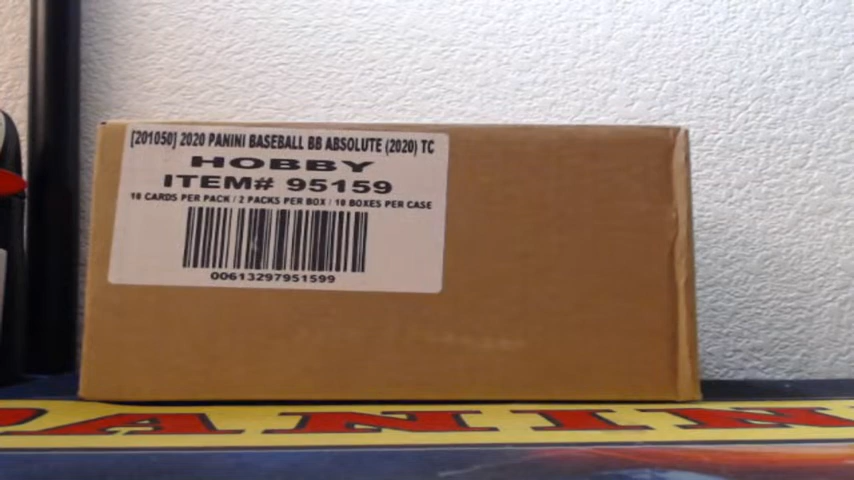 [201050] 2020 PANINI BASEBALL BB ABSOLUTE (2020) TC
HOBBY
ITEM# 95159
10 CARDS PER PACK / 2 PACKS PER BOX / 10 BOXES PER CASE
00613297951599
PANINI